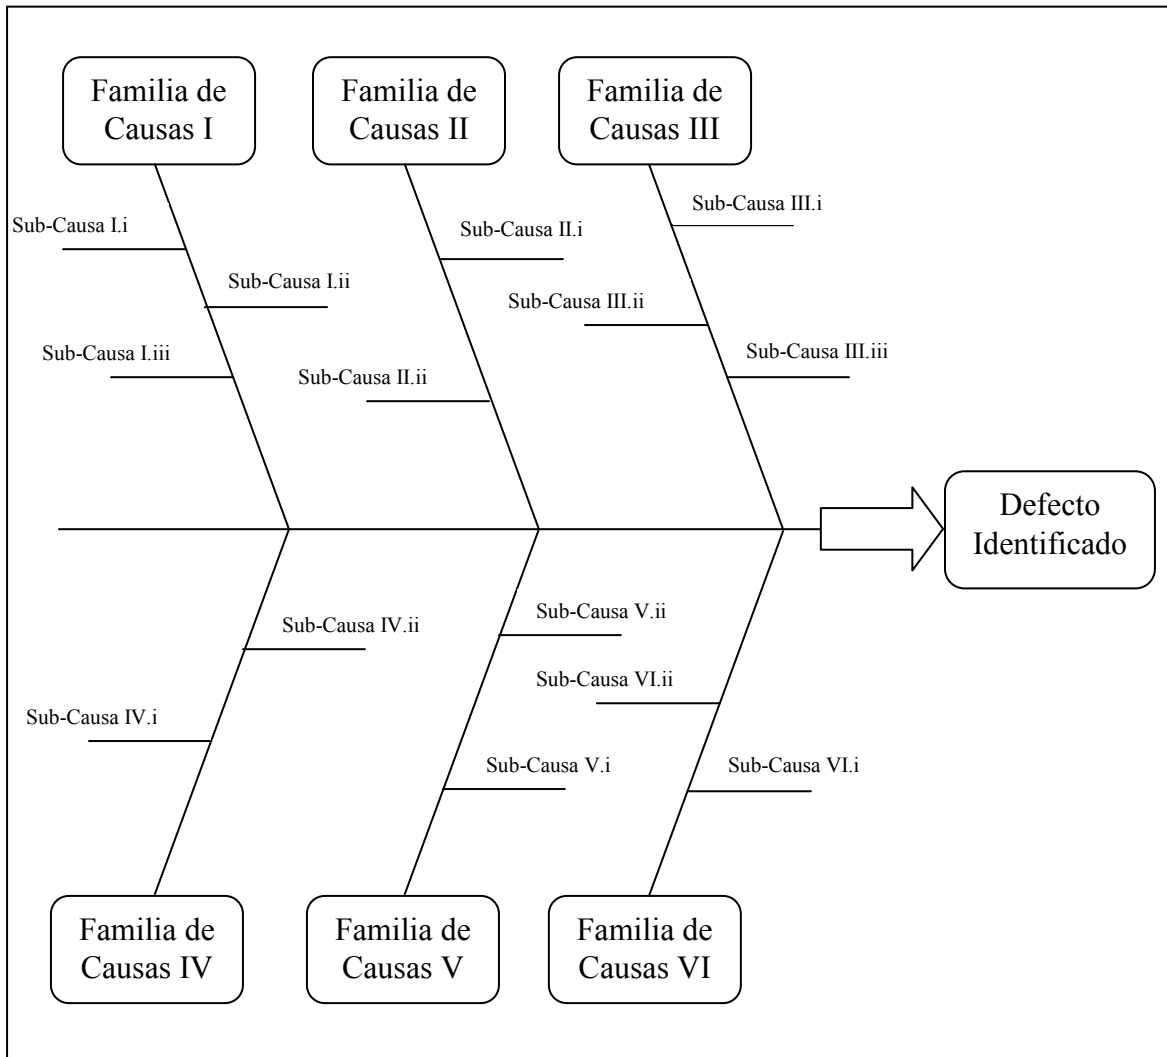 Familia de
Causas I
Familia de
Causas II
Familia de
Causas III
Sub-Causa III.i
Sub-Causa I.i
Sub-Causa II.i
Sub-Causa I.ii
Sub-Causa III.ii
Sub-Causa I.iii
Sub-Causa III.iii
Sub-Causa II.ii
Defecto
Identificado
Sub-Causa V.ii
Sub-Causa IV.ii
Sub-Causa VI.ii
Sub-Causa IV.i
Sub-Causa V.i
Sub-Causa VI.i
Familia de
Causas IV
Familia de
Causas V
Familia de
Causas VI